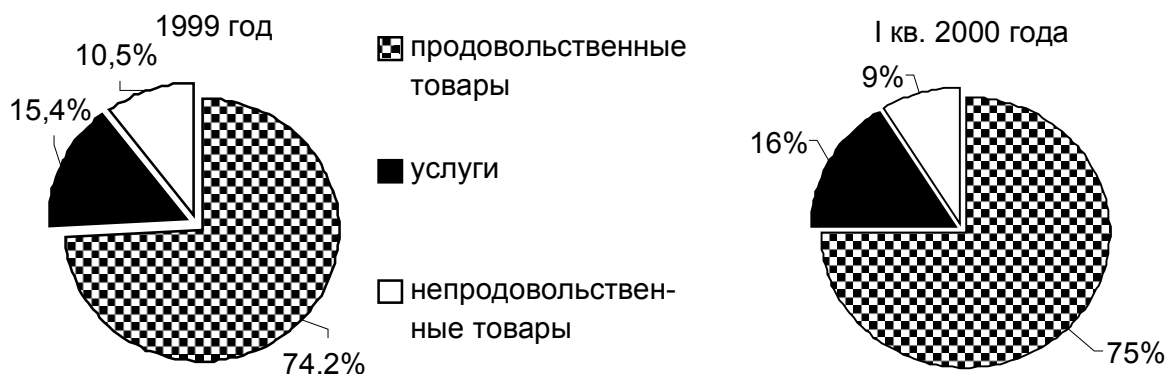 1999 год
10,5%
15,4%
74,2%
продовольственные
товары
услуги
непродовольствен-
ные товары
I кв. 2000 года
9%
16%
75%